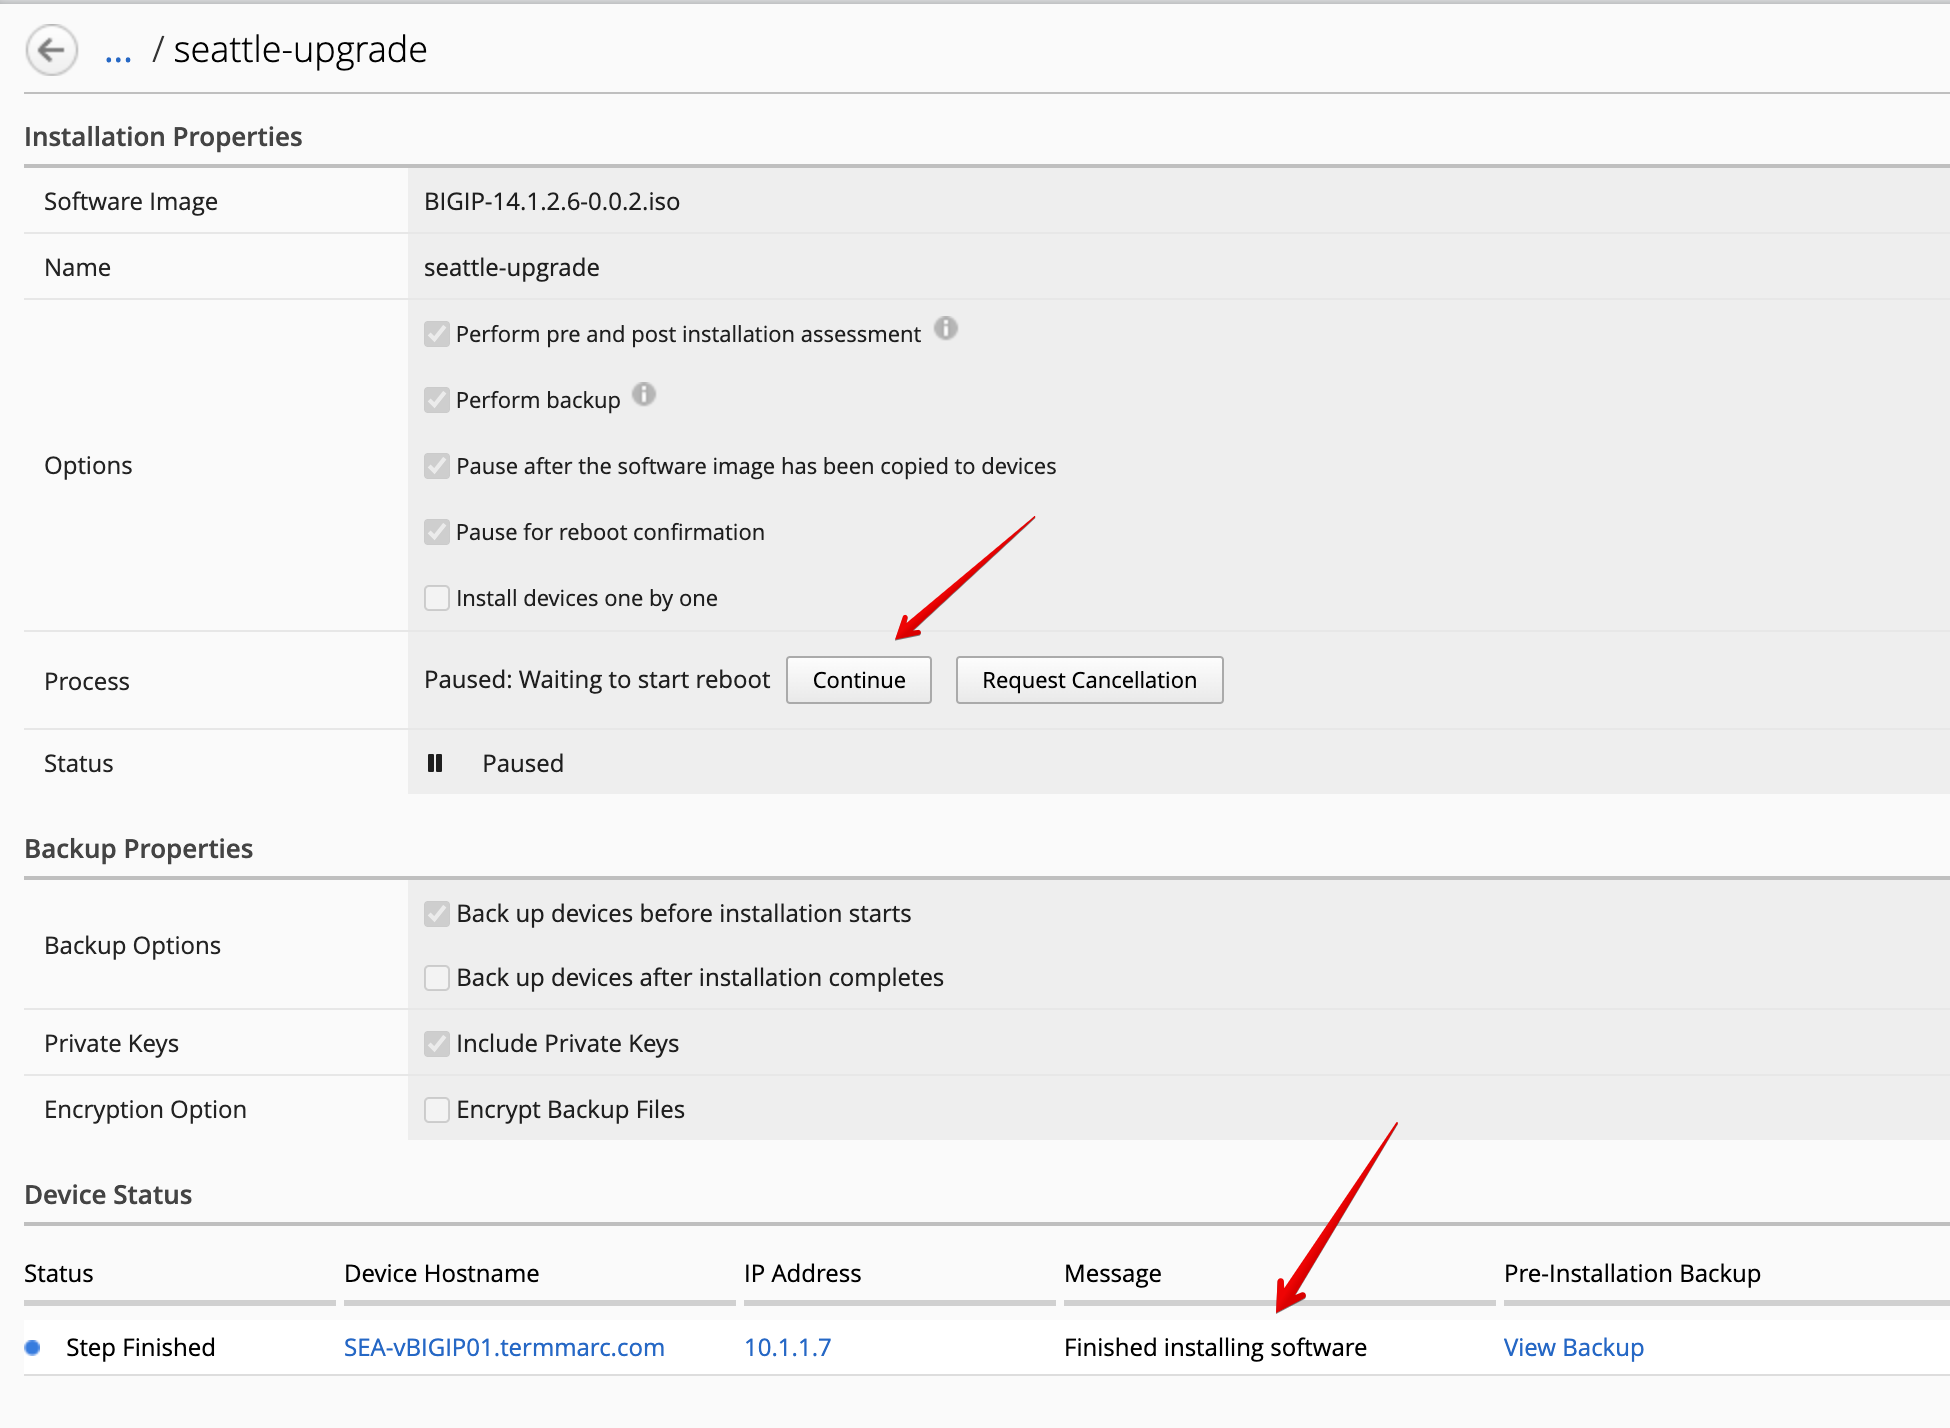 ... / seattle-upgrade
Installation Properties
Software Image BIGIP-14.1.2.6-0.0.2.iso
Name seattle-upgrade
Options
Perform pre and post installation assessment
Perform backup
Pause after the software image has been copied to devices
Pause for reboot confirmation
Install devices one by one
Process Paused: Waiting to start reboot Continue Request Cancellation
Status Paused
Backup Properties
Backup Options
Back up devices before installation starts
Back up devices after installation completes
Private Keys Include Private Keys
Encryption Option Encrypt Backup Files
Device Status
Status Device Hostname IP Address Message Pre-Installation Backup
Step Finished SEA-vBIGIP01.termmarc.com 10.1.1.7 Finished installing software View Backup